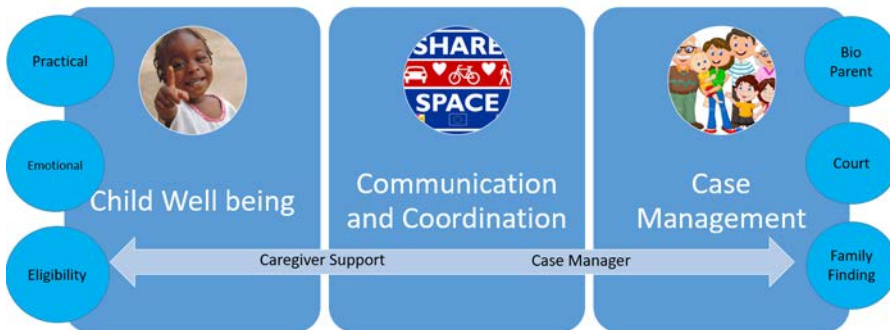 Practical
Emotional
Eligibility
Child Well being
SHARE
SPACE
Communication
and Coordination
Case
Management
Caregiver Support
Case Manager
Bio
Parent
Court
Family
Finding